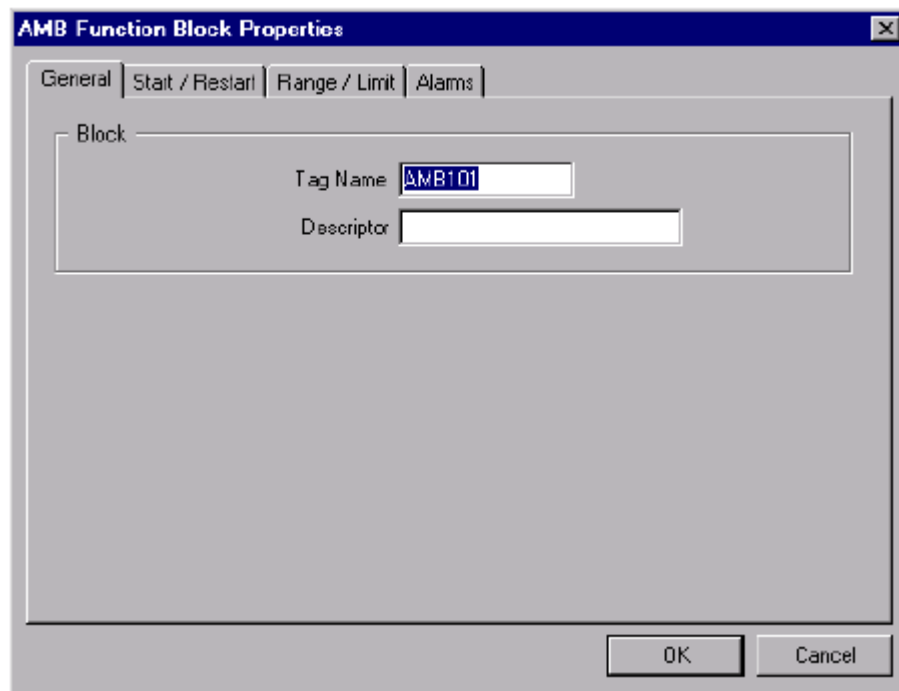 AMB Function Block Properties
General Start / Restart Range / Limit Alarms
Block
Tag Name AMB101
Descriptor
OK Cancel